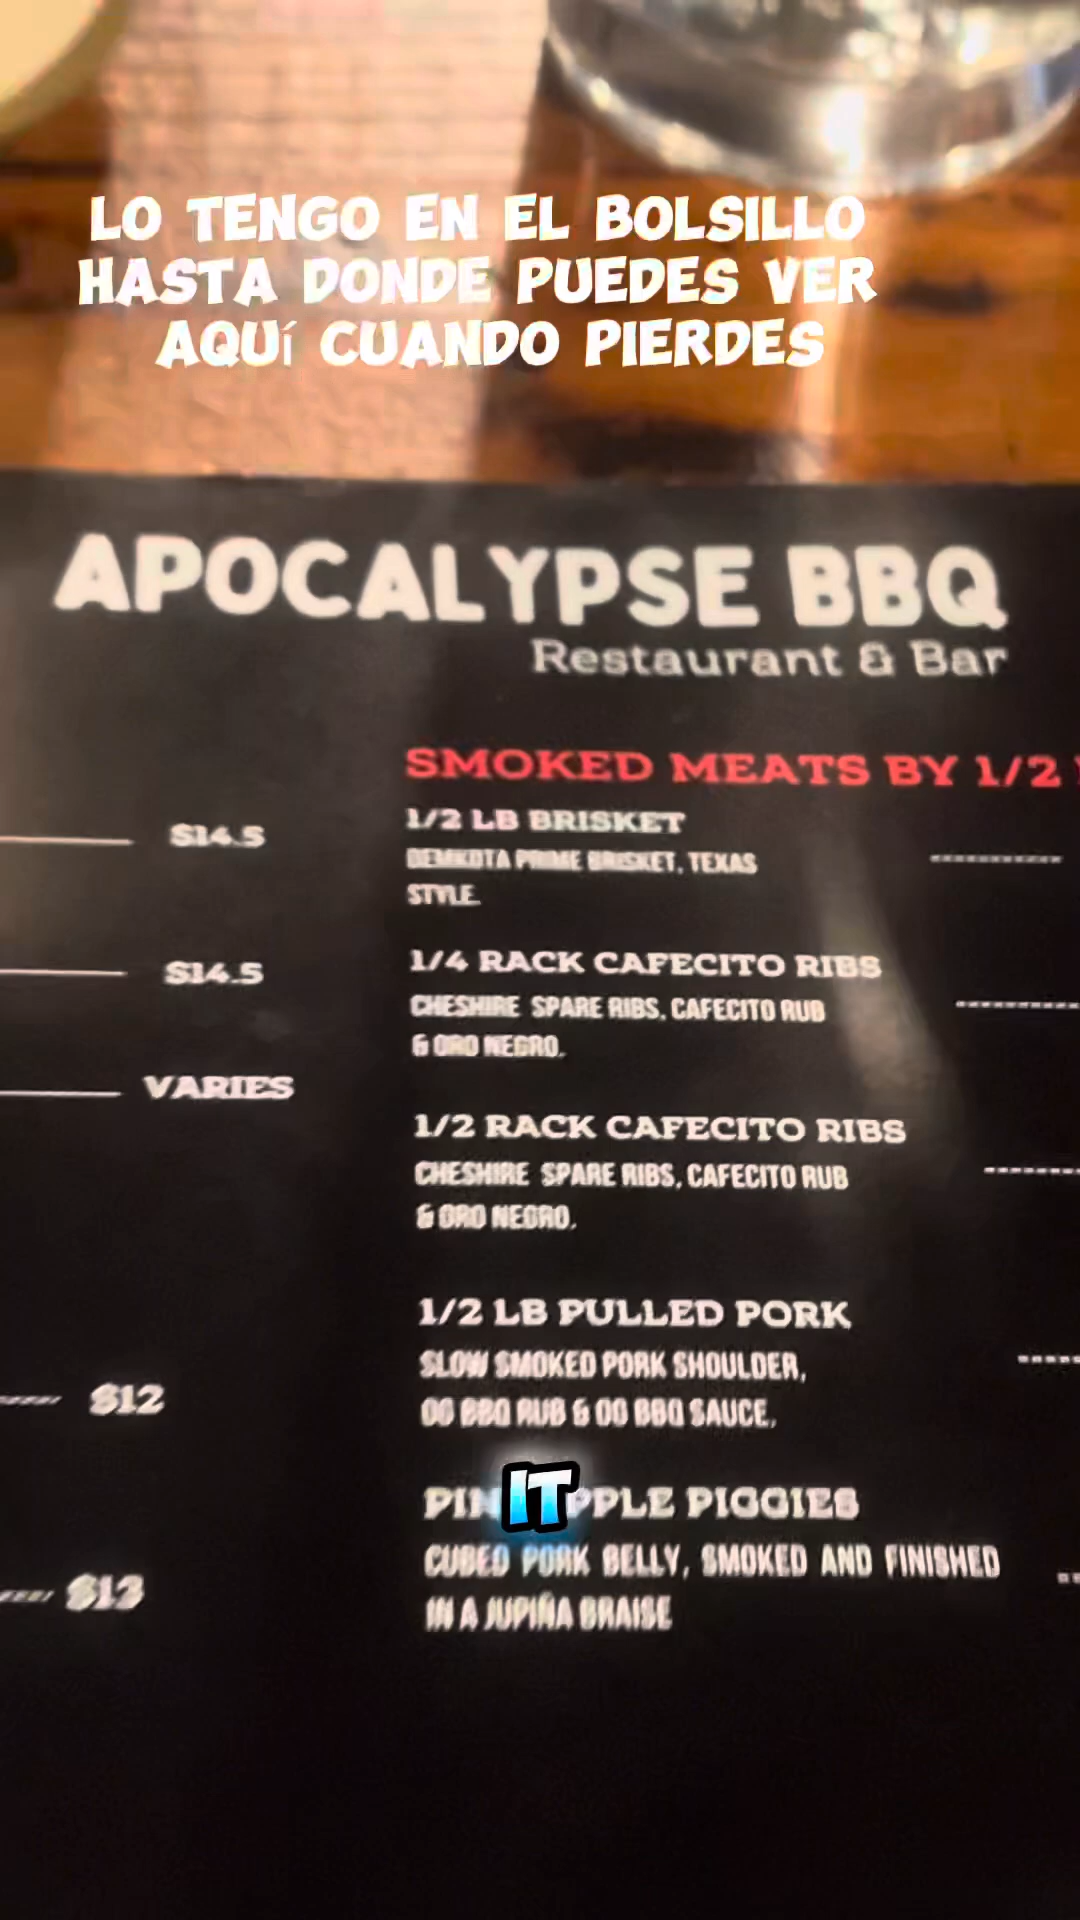 LO TENGO EN EL BOLSILLO
HASTA DONDE PUEDES VER
AQUí CUANDO PIERDES
APOCALYPSE BBQ
Restaurant & Bar
SMOKED MEATS BY 1/2
$14.5
1/2 LB BRISKET
DEMKOTA PRIME BRISKET, TEXAS
STYLE.
$14.5
1/4 RACK CAFECITO RIBS
CHESHIRE SPARE RIBS, CAFECITO RUB
& ORO NEGRO.
VARIES
1/2 RACK CAFECITO RIBS
CHESHIRE SPARE RIBS, CAFECITO RUB
& ORO NEGRO.
1/2 LB PULLED PORK
SLOW SMOKED PORK SHOULDER,
OG BBQ RUB & OG BBQ SAUCE,
$12
IT
PIGGIES
CUBED PORK BELLY, SMOKED AND FINISHED
IN A JUPIÑA BRAISE
$13